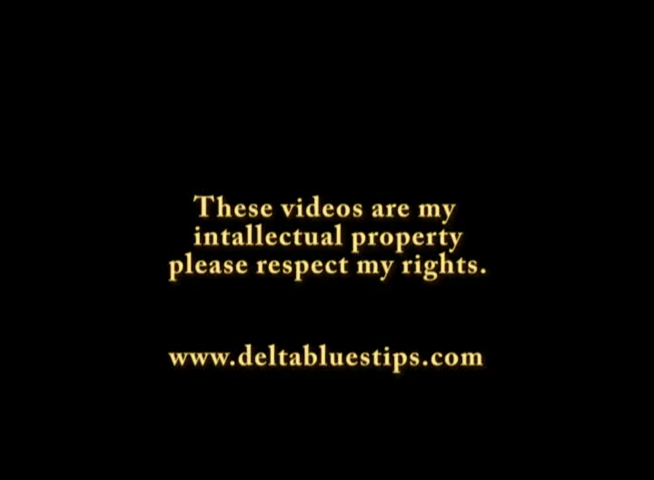 These videos are my
intallectual property
please respect my rights.
www.deltabluestips.com